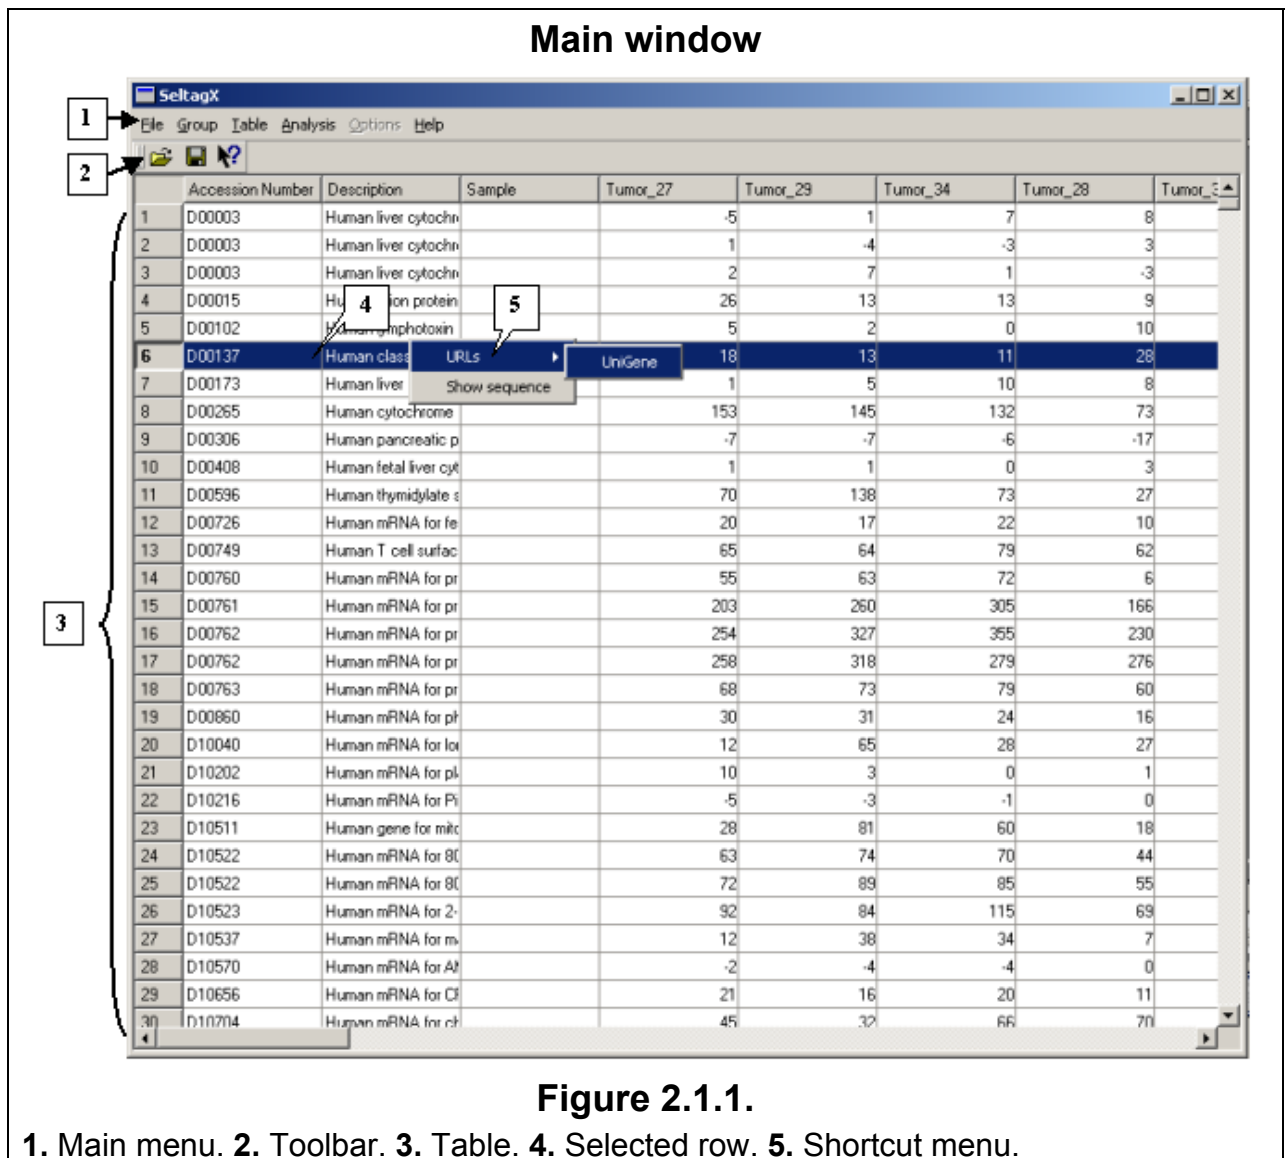 Main window
SeltagX
1
File Group Table Analysis Options Help
2
Accession Number Description Sample Tumor_27 Tumor_29 Tumor_34 Tumor_28
1 D00003 Human liver cytochr -5 1 7 8
2 D00003 Human liver cytochr 1 -4 -3 3
3 D00003 Human liver cytochr 2 7 1 -3
4 D00015 ion protein 26 13 13 9
4 5
5 D00102 Human lymphotoxin 5 2 0 10
6 D00137 Human class URLs UniGene 18 13 11 28
7 D00173 Human liver Show sequence 1 5 10 8
8 D00265 Human cytochrome 153 145 132 73
9 D00306 Human pancreatic p -7 -7 -6 -17
10 D00408 Human fetal liver cyt 1 1 0 3
11 D00596 Human thymidylate s 70 138 73 27
12 D00726 Human mRNA for fe 20 17 22 10
13 D00749 Human T cell surfac 65 64 79 62
14 D00760 Human mRNA for pr 55 63 72 6
15 D00761 Human mRNA for pr 203 260 305 166
3
16 D00762 Human mRNA for pr 254 327 355 230
17 D00762 Human mRNA for pr 258 318 279 276
18 D00763 Human mRNA for pr 68 73 79 60
19 D00860 Human mRNA for ph 30 31 24 16
20 D10040 Human mRNA for lo 12 65 28 27
21 D10202 Human mRNA for pl 10 3 0 1
22 D10216 Human mRNA for Pi -5 -3 -1 0
23 D10511 Human gene for mito 28 81 60 18
24 D10522 Human mRNA for 80 63 74 70 44
25 D10522 Human mRNA for 80 72 89 85 55
26 D10523 Human mRNA for 2- 92 84 115 69
27 D10537 Human mRNA for m 12 38 34 7
28 D10570 Human mRNA for -2 -4 -4 0
29 D10656 Human mRNA for 21 16 20 11
30 D10704 Human mRNA for ch 45 32 66 70
Figure 2.1.1.
1. Main menu. 2. Toolbar. 3. Table. 4. Selected row. 5. Shortcut menu.